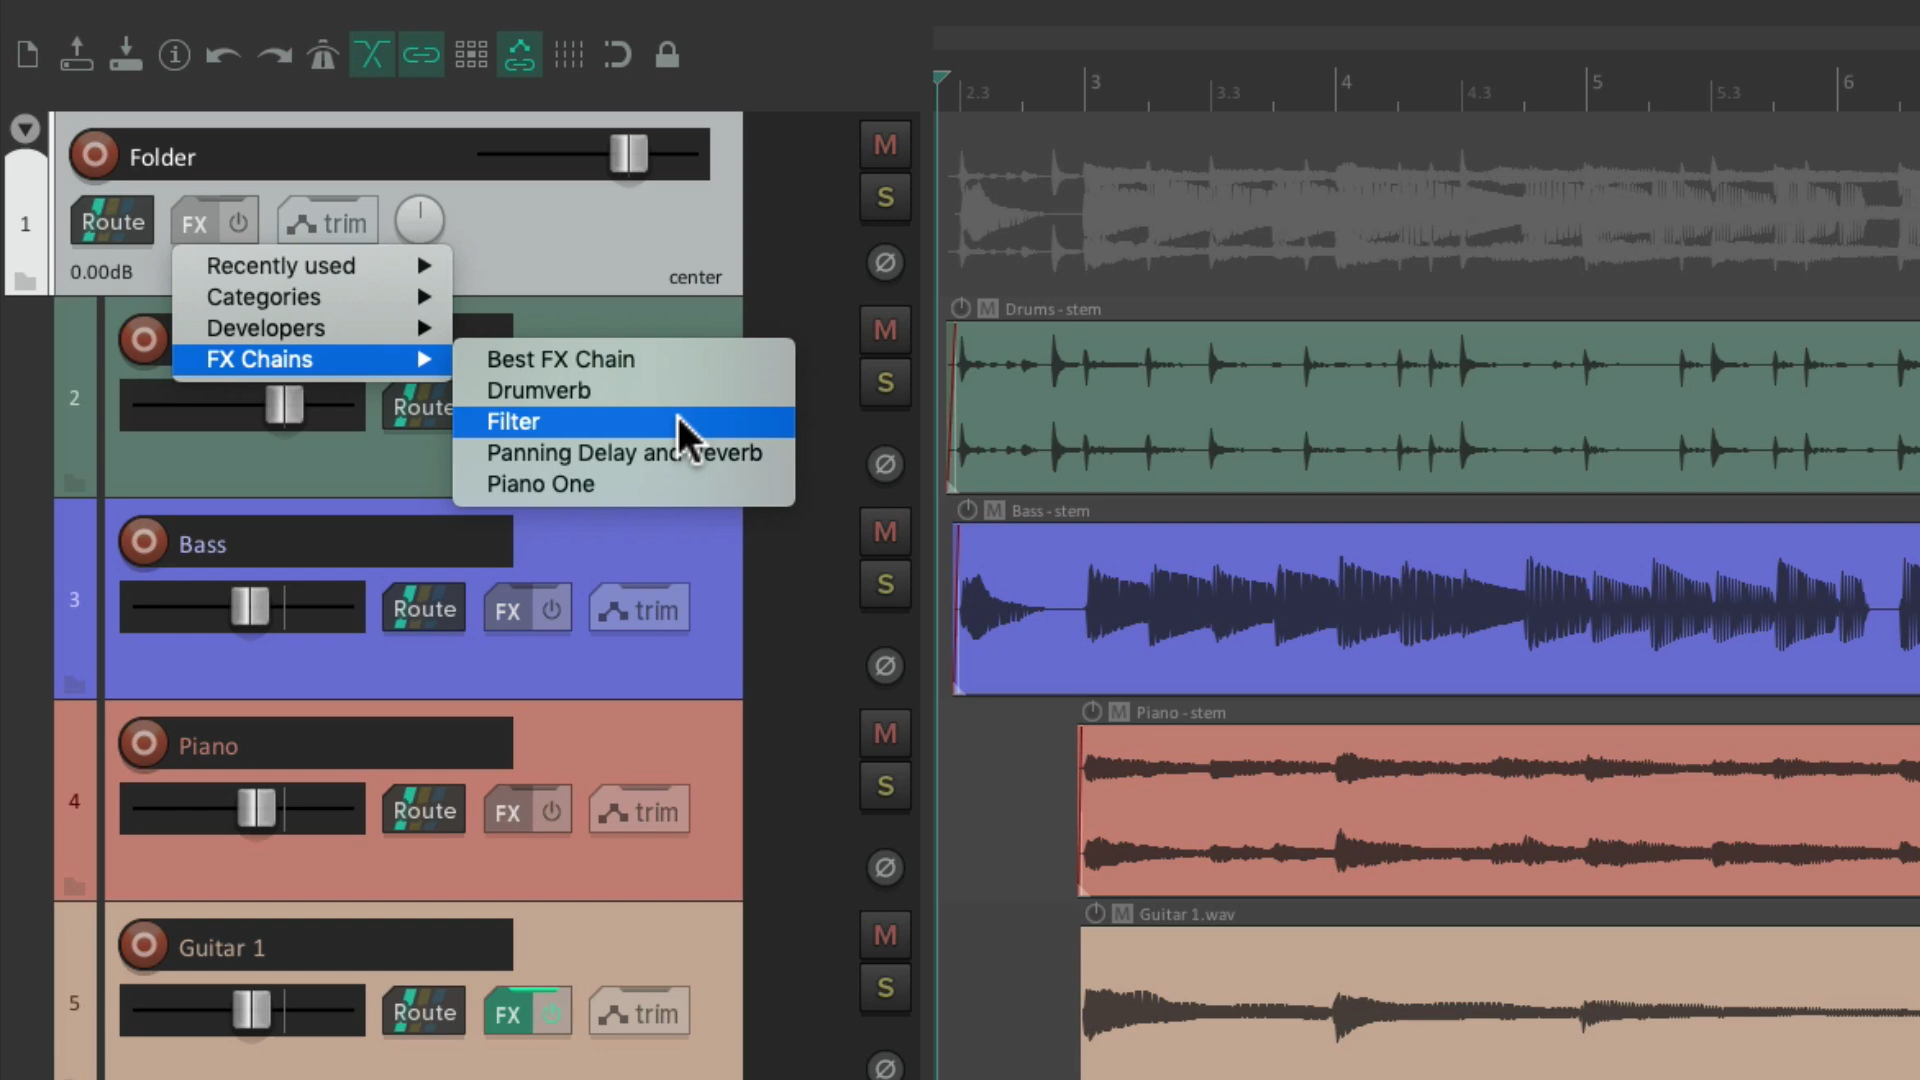 2.3 3 3.3 4 4.3 5 5.3 6
Folder
M
S
1
Route FX trim
0.00dB
center
Recently used
Categories
Developers
FX Chains
Best FX Chain
Drumverb
Filter
Panning Delay and
everb
Piano One
2
Route
M
S
M Drums - stem
Bass
3
Route FX trim
M
S
M Bass - stem
Piano
4
Route FX trim
M
S
M Piano - stem
Guitar 1
5
Route FX trim
M
S
M Guitar 1.wav